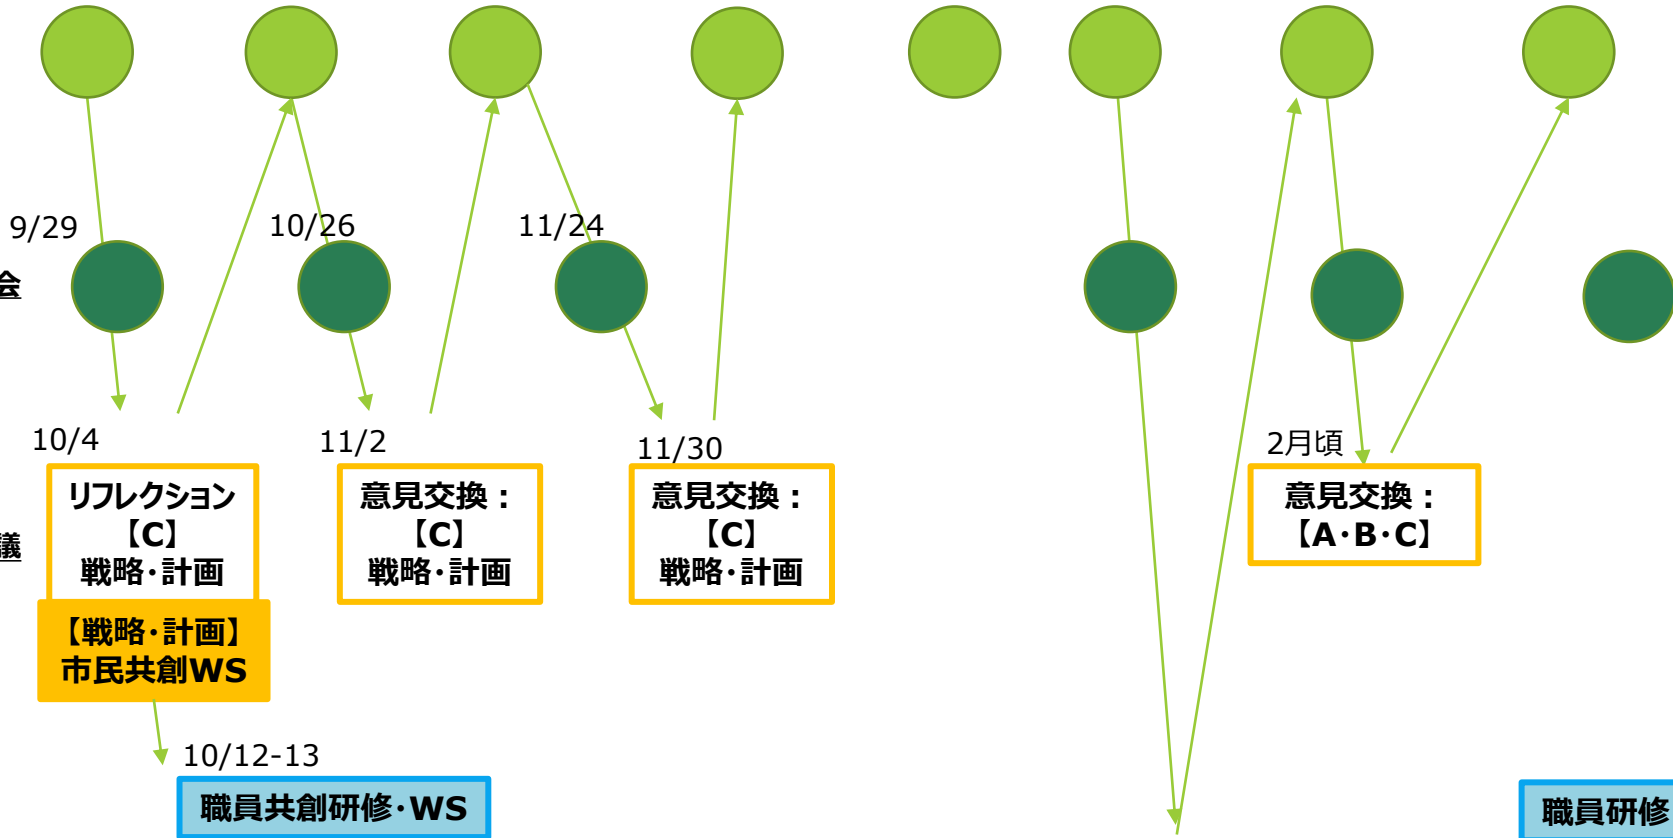 9/29
10/26
11/24
会
10/4
11/2
11/30
2月頃
リフレクション
【C】
戦略・計画
意見交換：
【C】
戦略・計画
意見交換：
【C】
戦略・計画
意見交換：
【A・B・C】
議
【戦略・計画】
市民共創WS
10/12-13
職員共創研修・WS
職員研修